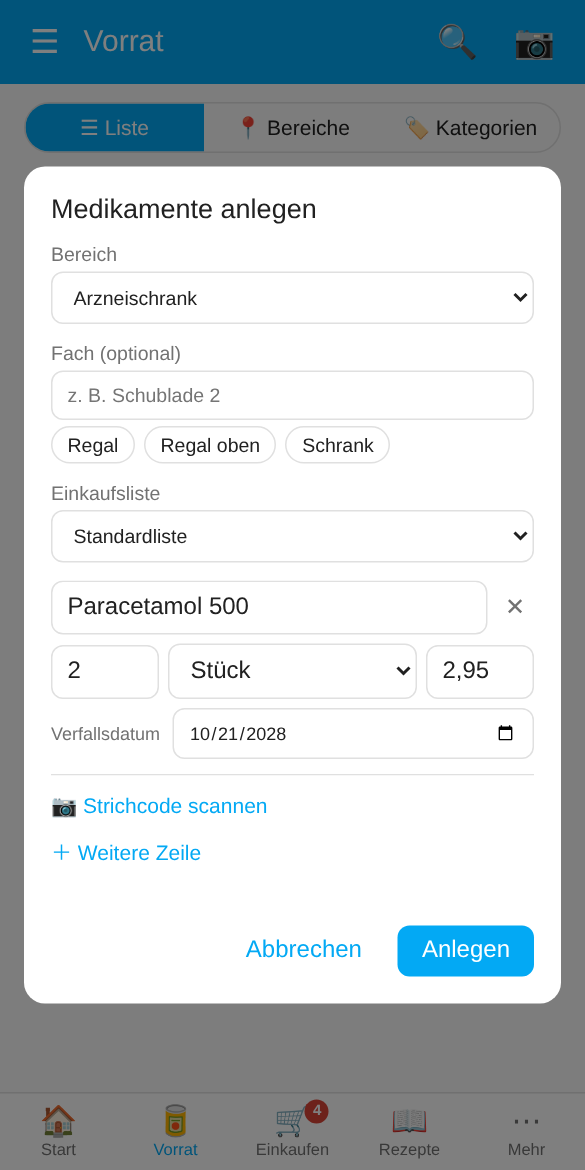 ☰ Vorrat
☰ Liste
Bereiche
Kategorien
Medikamente anlegen
Bereich
Arzneischrank
Fach (optional)
z. B. Schublade 2
Regal
Regal oben
Schrank
Einkaufsliste
Standardliste
Paracetamol 500 ✕
2
Stück
2,95
Verfallsdatum
10/21/2028
Strichcode scannen
+ Weitere Zeile
Abbrechen
Anlegen
4
Start
Vorrat
Einkaufen
Rezepte
Mehr